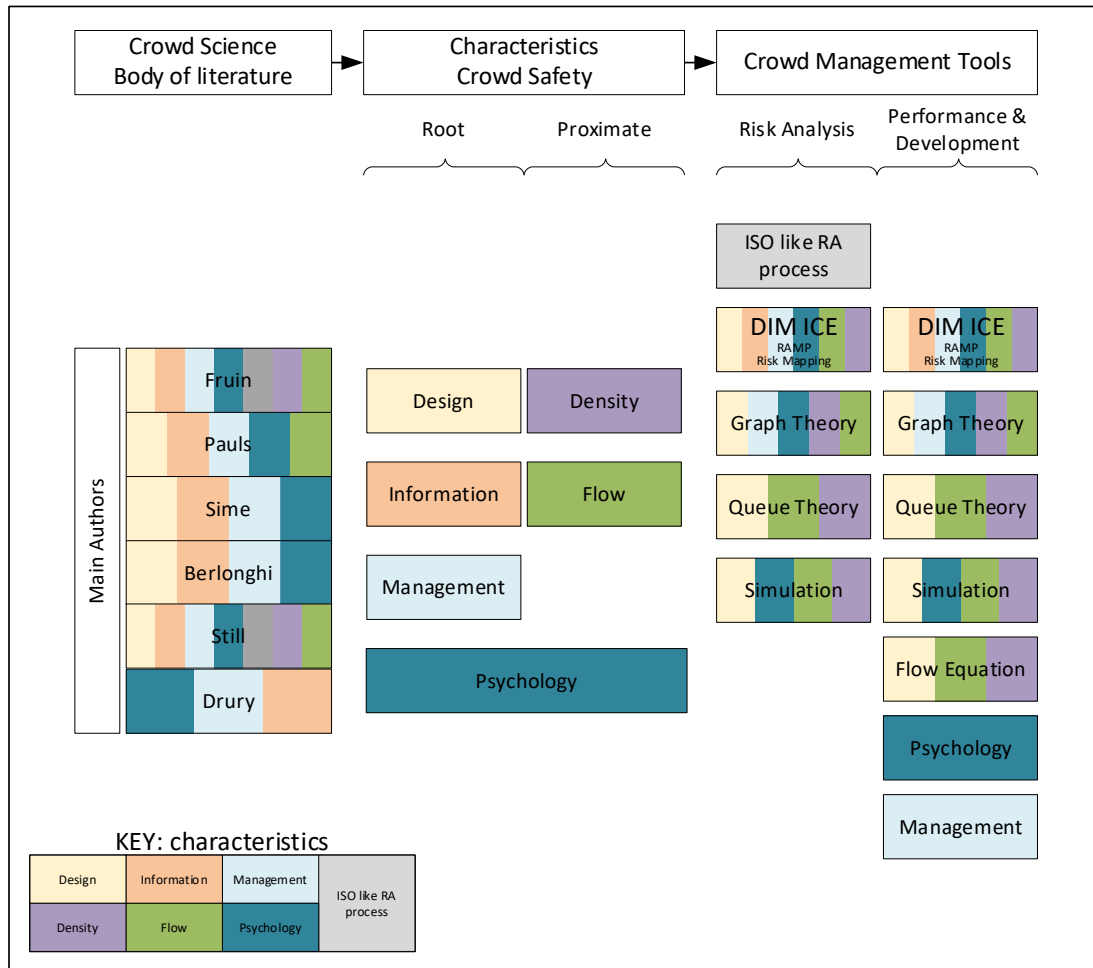 Crowd Science
Body of literature
Characteristics
Crowd Safety
Crowd Management Tools
Root
Proximate
Risk Analysis
Performance &
Development
ISO like RA
process
DIM ICE
RAMP
Risk Mapping
DIM ICE
RAMP
Risk Mapping
Main Authors
Fruin
Pauls
Sime
Berlonghi
Still
Drury
Design
Density
Information
Flow
Management
Psychology
Graph Theory
Graph Theory
Queue Theory
Queue Theory
Simulation
Simulation
Flow Equation
Psychology
Management
KEY: characteristics
Design
Information
Management
ISO like RA
process
Density
Flow
Psychology